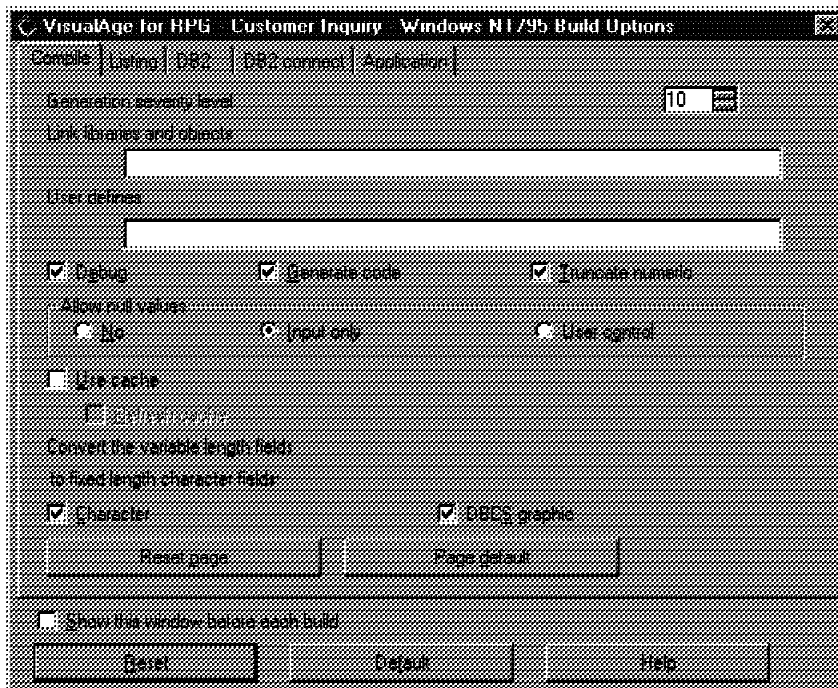 VisualAge for RPG - Customer Inquiry - Windows NT/95 Build Options
Compile Listing DB2 DB2 connect Application
Generation severity level 10
Link libraries and objects
User defines
Debug Generate code Truncate numeric
Allow null values
No Input only User control
Use cache
Convert the variable length fields
to fixed length character fields:
Character DBCS graphic
Reset page Page default
Show this window before each build
Reset Default Help